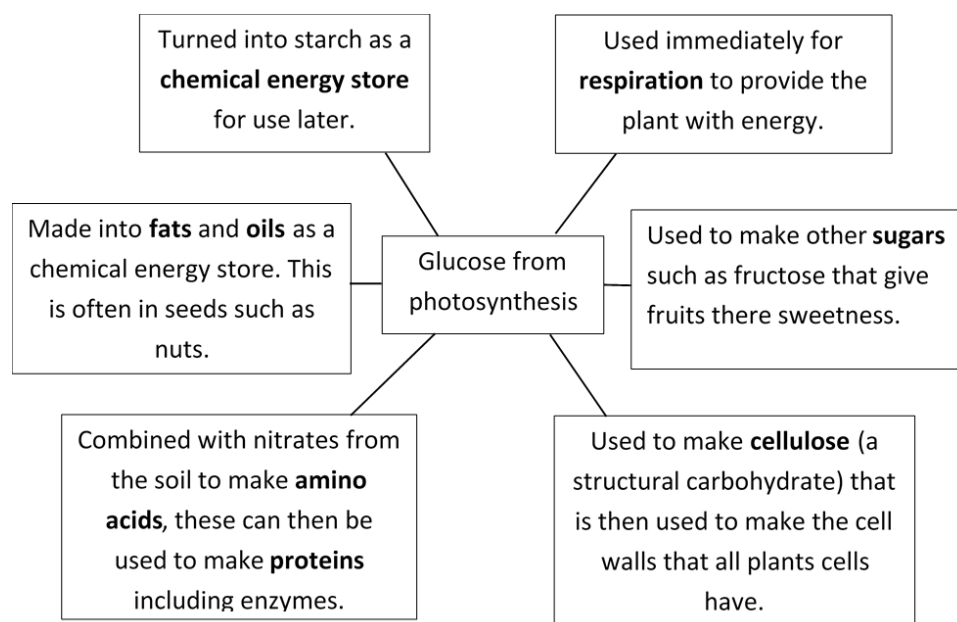 Turned into starch as a
chemical energy store
for use later.
Used immediately for
respiration to provide the
plant with energy.
Made into fats and oils as a
chemical energy store. This
is often in seeds such as
nuts.
Glucose from
photosynthesis
Used to make other sugars
such as fructose that give
fruits there sweetness.
Combined with nitrates from
the soil to make amino
acids, these can then be
used to make proteins
including enzymes.
Used to make cellulose (a
structural carbohydrate) that
is then used to make the cell
walls that all plants cells
have.